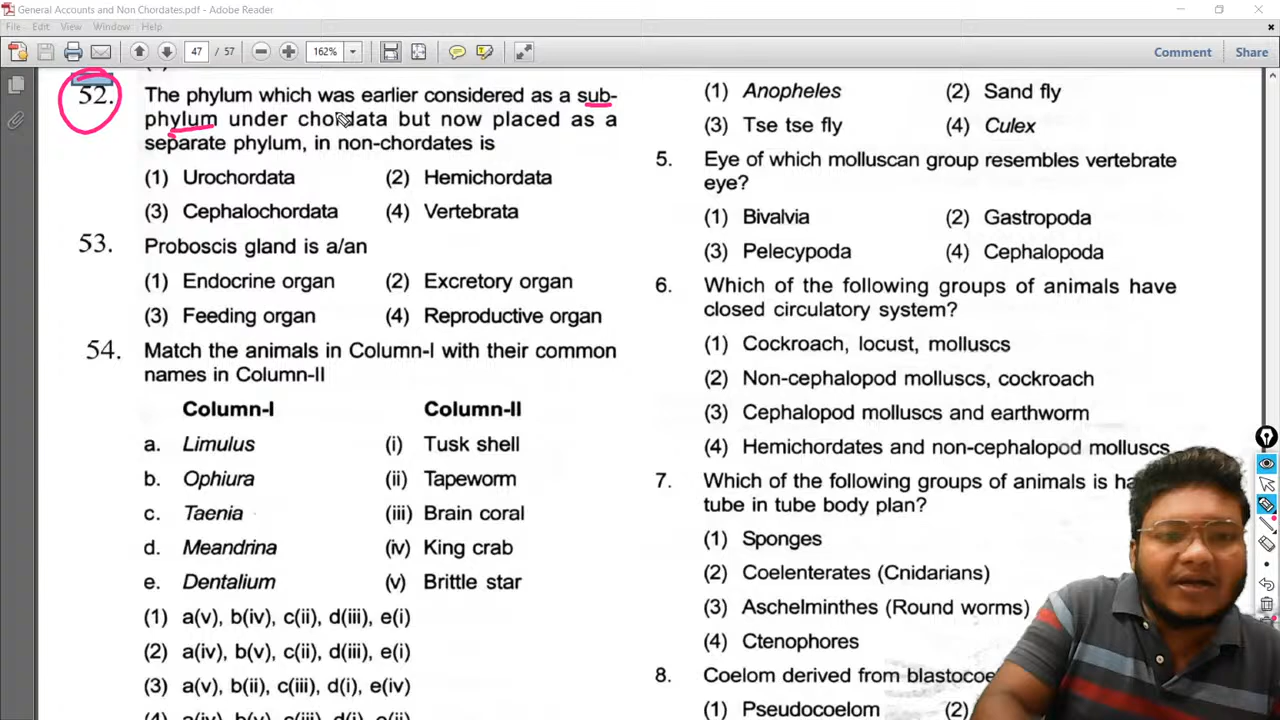 General Accounts and Non Chordates.pdf - Adobe Reader
File Edit View Window Help
47 / 57 162% Comment Share
52. The phylum which was earlier considered as a sub-
phylum under chordata but now placed as a
separate phylum, in non-chordates is
(1) Urochordata (2) Hemichordata
(3) Cephalochordata (4) Vertebrata
53. Proboscis gland is a/an
(1) Endocrine organ (2) Excretory organ
(3) Feeding organ (4) Reproductive organ
54. Match the animals in Column-I with their common
names in Column-II
Column-I Column-II
a. Limulus (i) Tusk shell
b. Ophiura (ii) Tapeworm
c. Taenia (iii) Brain coral
d. Meandrina (iv) King crab
e. Dentalium (v) Brittle star
(1) a(v), b(iv), c(ii), d(iii), e(i)
(2) a(iv), b(v), c(ii), d(iii), e(i)
(3) a(v), b(ii), c(iii), d(i), e(iv)
(1) Anopheles (2) Sand fly
(3) Tse tse fly (4) Culex
5. Eye of which molluscan group resembles vertebrate
eye?
(1) Bivalvia (2) Gastropoda
(3) Pelecypoda (4) Cephalopoda
6. Which of the following groups of animals have
closed circulatory system?
(1) Cockroach, locust, molluscs
(2) Non-cephalopod molluscs, cockroach
(3) Cephalopod molluscs and earthworm
(4) Hemichordates and non-cephalopod molluscs
7. Which of the following groups of animals is
tube in tube body plan?
(1) Sponges
(2) Coelenterates (Cnidarians)
(3) Aschelminthes (Round worms)
(4) Ctenophores
8. Coelom derived from
(1) Pseudocoelom (2)